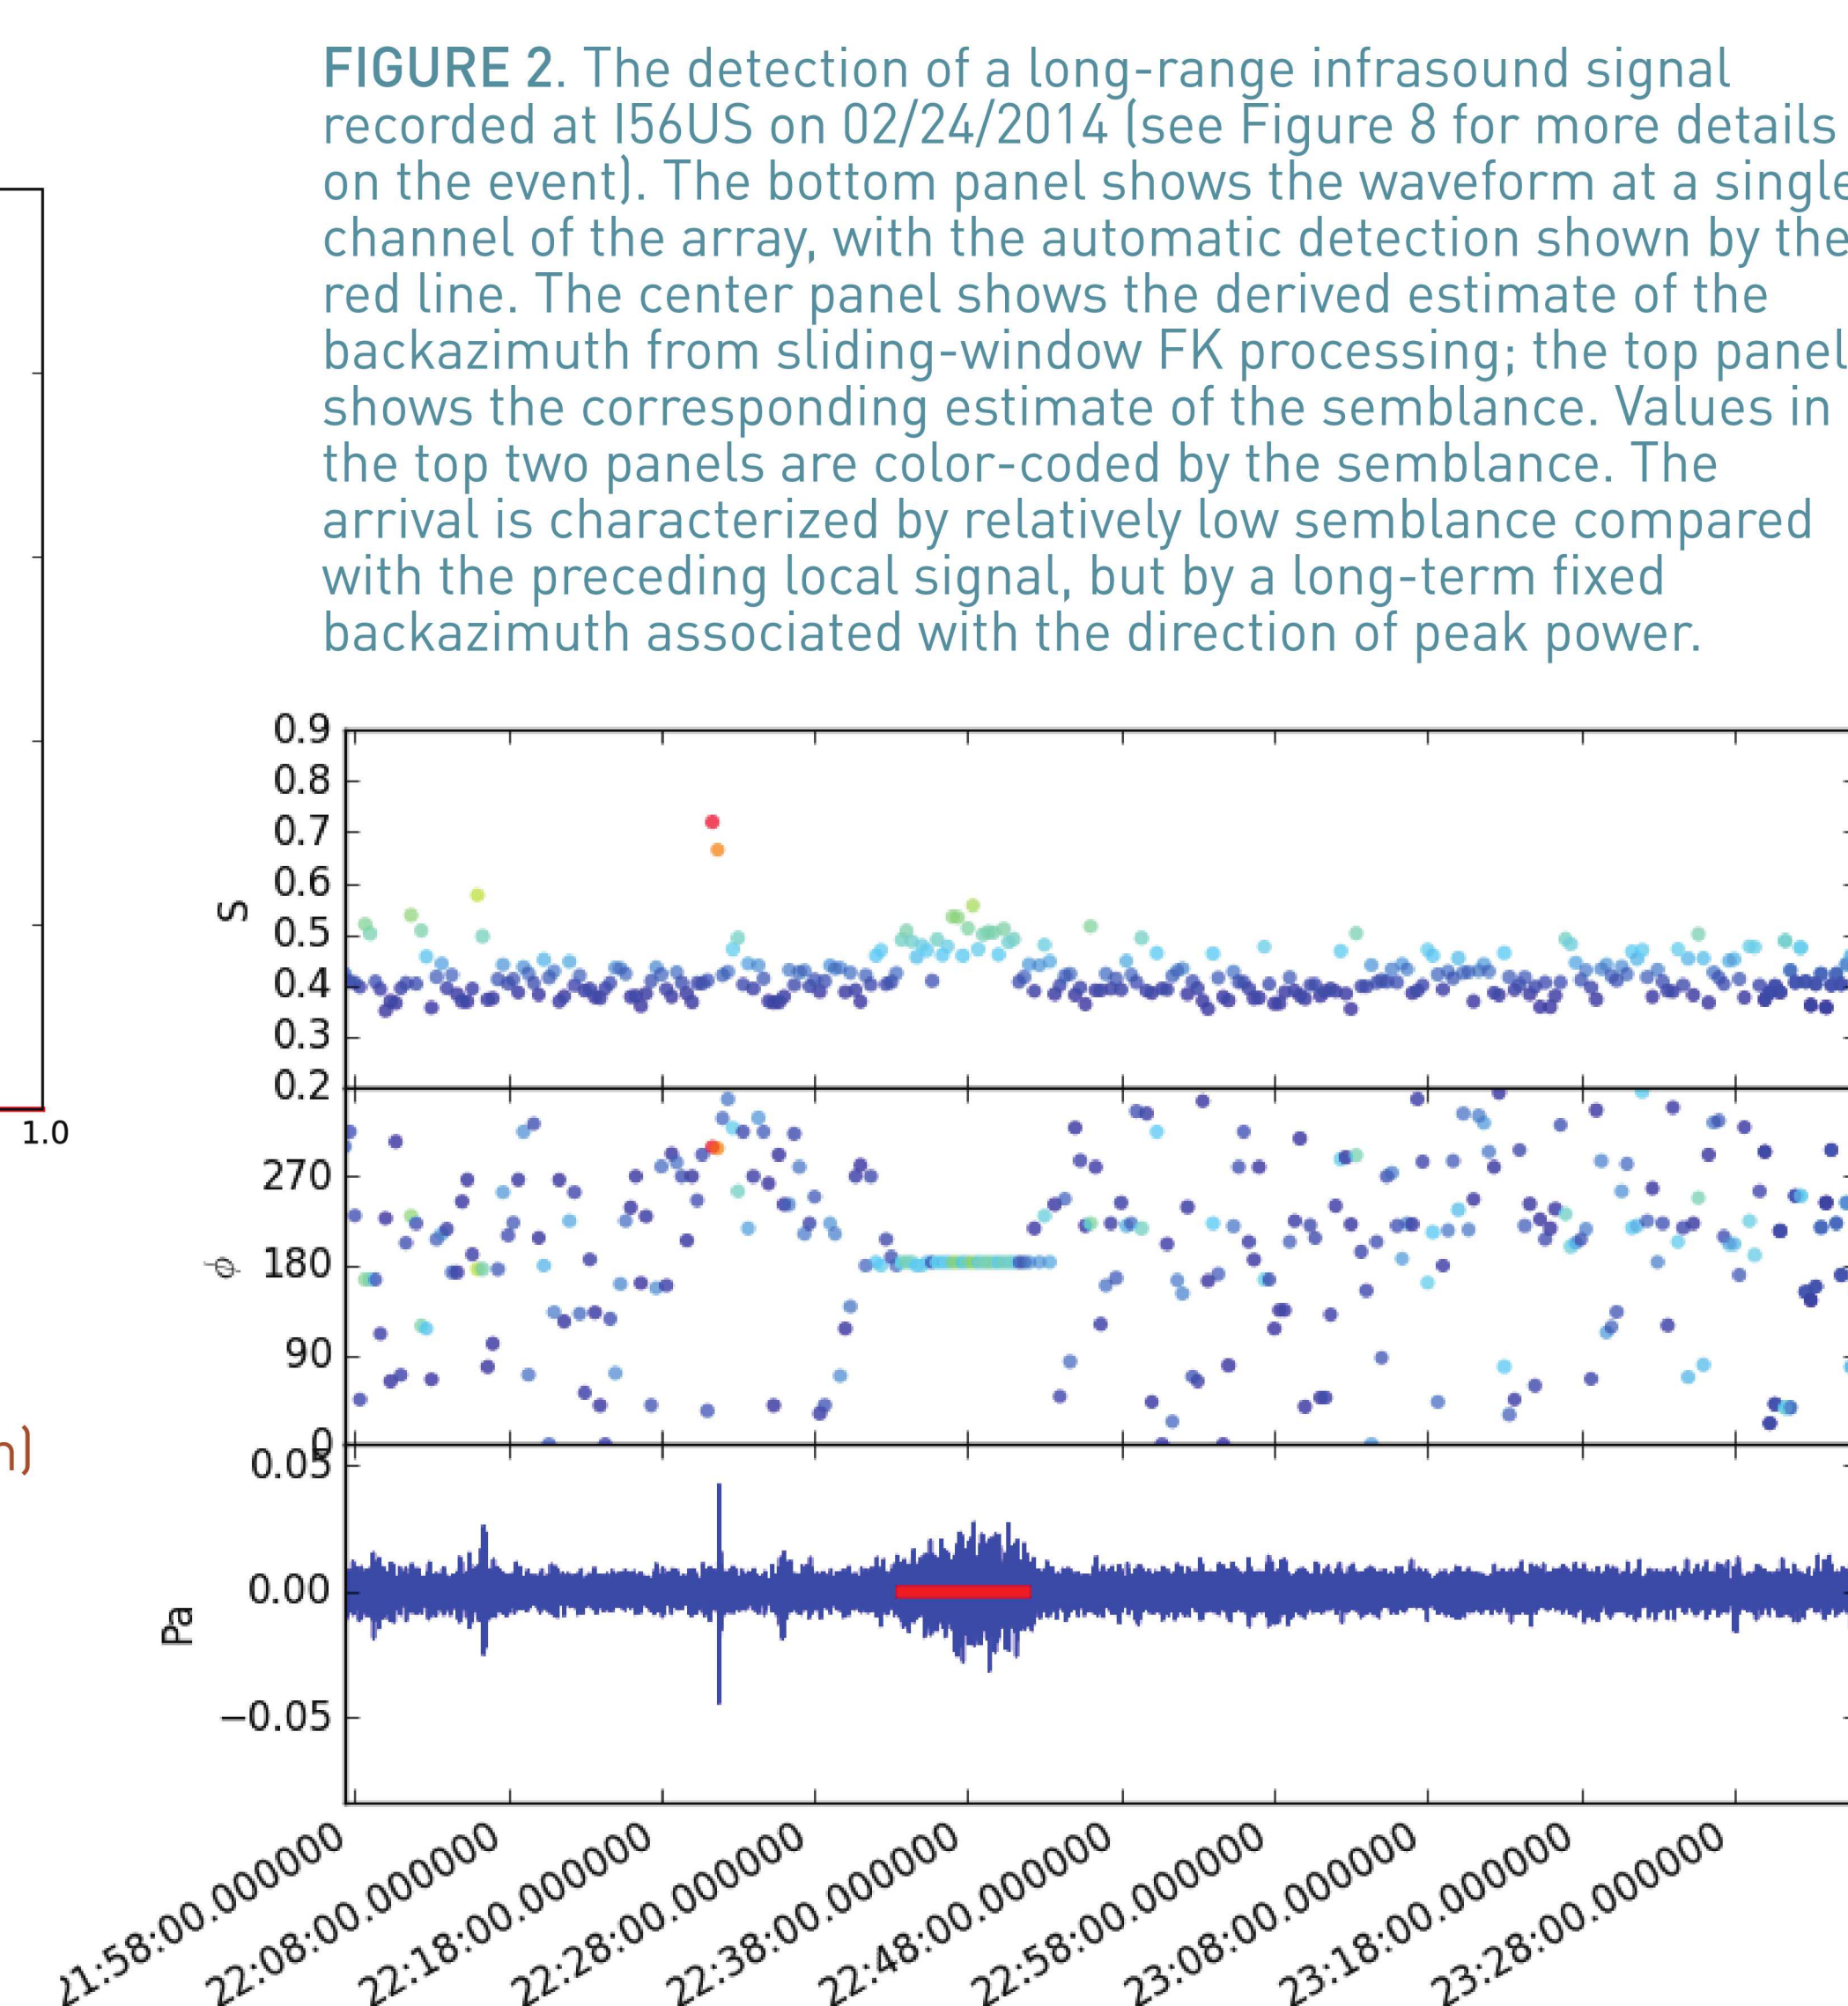 FIGURE 2. The detection of a long-range infrasound signal
recorded at I56US on 02/24/2014 (see Figure 8 for more details
on the event). The bottom panel shows the waveform at a single
channel of the array, with the automatic detection shown by the
red line. The center panel shows the derived estimate of the
backazimuth from sliding-window FK processing; the top panel
shows the corresponding estimate of the semblance. Values in
the top two panels are color-coded by the semblance. The
arrival is characterized by relatively low semblance compared
with the preceding local signal, but by a long-term fixed
backazimuth associated with the direction of peak power.
1.0
0.9
0.8
0.7
0.6
0.5
0.4
0.3
0.2
S
270
180
90
0
φ
0.05
0.00
−0.05
Pa
21:58:00.000000
22:08:00.000000
22:18:00.000000
22:28:00.000000
22:38:00.000000
22:48:00.000000
22:58:00.000000
23:08:00.000000
23:18:00.000000
23:28:00.000000